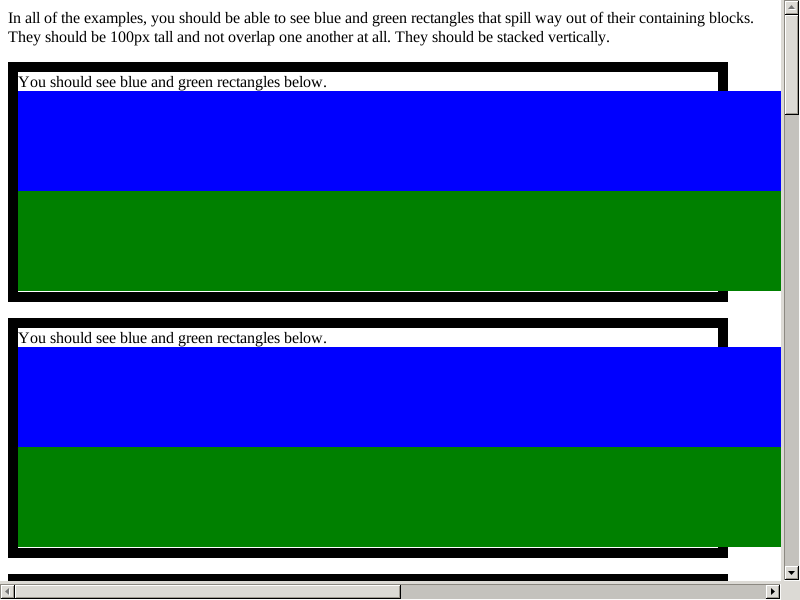 In all of the examples, you should be able to see blue and green rectangles that spill way out of their containing blocks.
They should be 100px tall and not overlap one another at all. They should be stacked vertically.
You should see blue and green rectangles below.
You should see blue and green rectangles below.